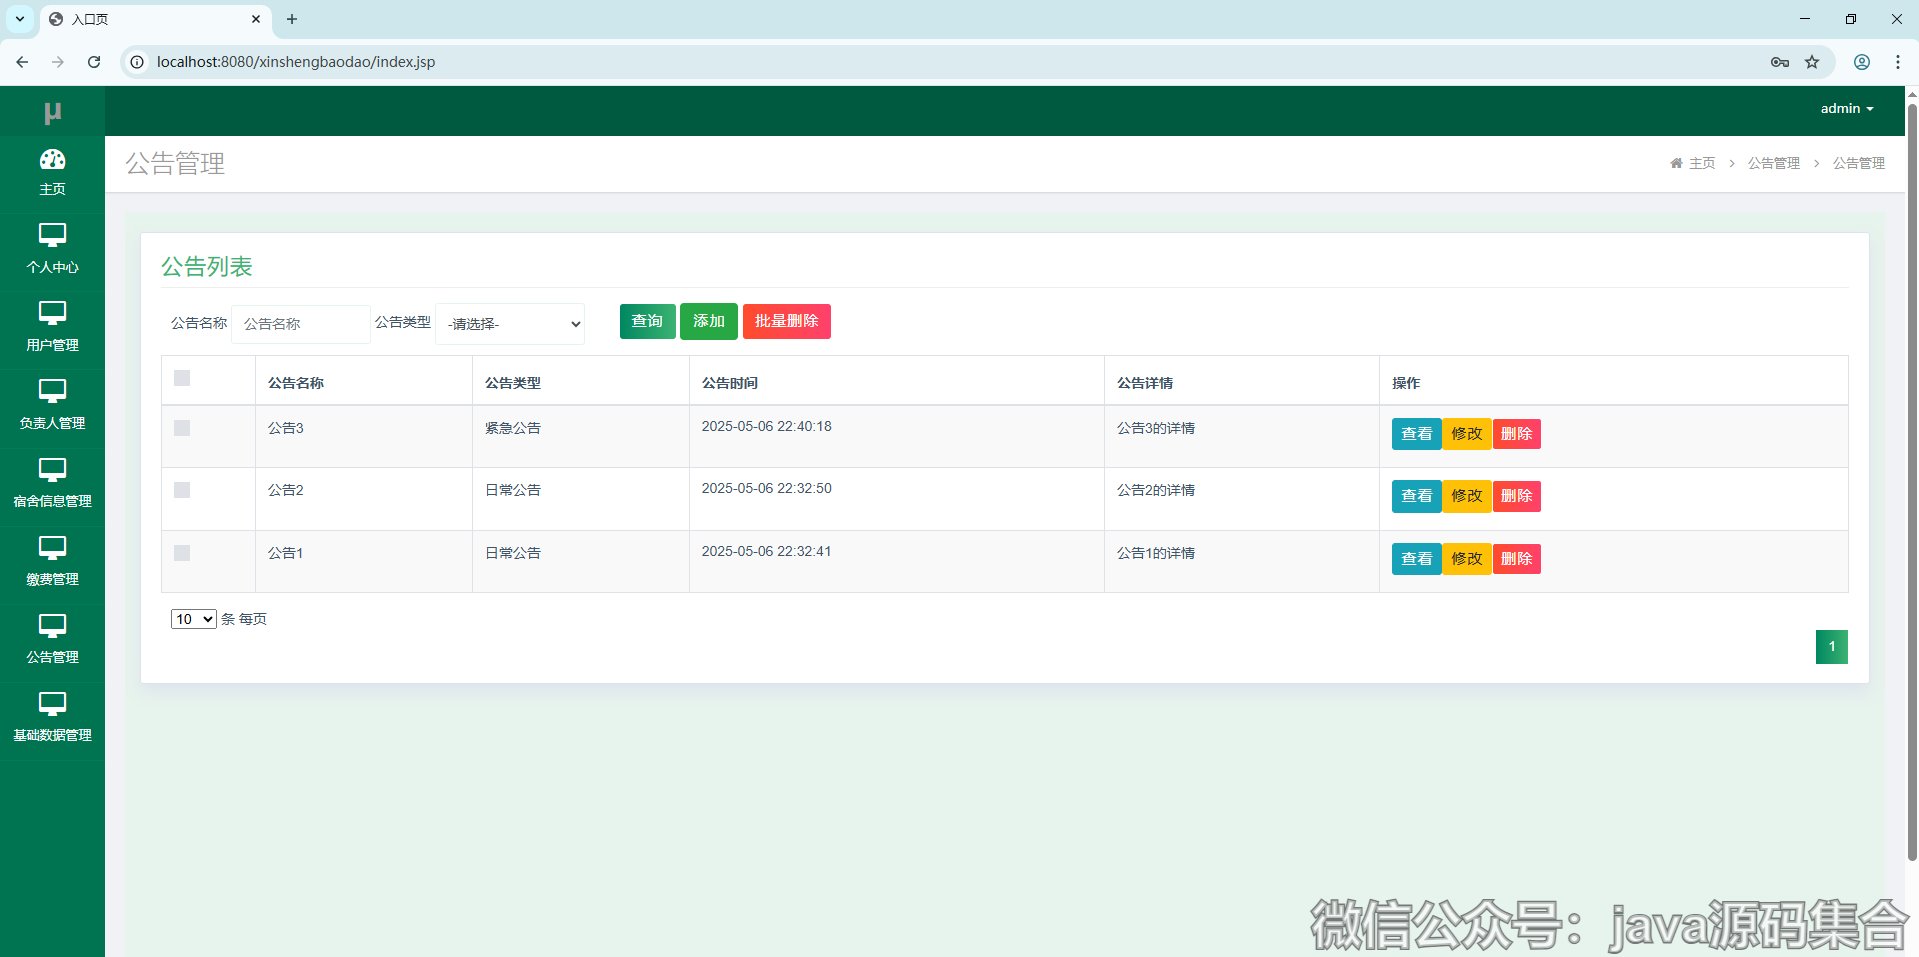 入口页
localhost:8080/xinshengbaodao/index.jsp
μ
admin
主页
个人中心
用户管理
负责人管理
宿舍信息管理
缴费管理
公告管理
基础数据管理
公告管理
主页 > 公告管理 > 公告管理
公告列表
公告名称 公告名称 公告类型 -请选择- 查询 添加 批量删除
公告名称 公告类型 公告时间 公告详情 操作
公告3 紧急公告 2025-05-06 22:40:18 公告3的详情 查看 修改 删除
公告2 日常公告 2025-05-06 22:32:50 公告2的详情 查看 修改 删除
公告1 日常公告 2025-05-06 22:32:41 公告1的详情 查看 修改 删除
10 条 每页
1
微信公众号：java源码集合